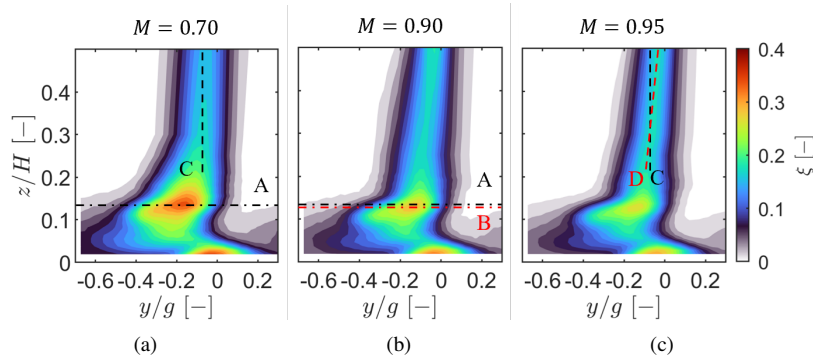 M = 0.70
M = 0.90
M = 0.95
z/H [−]
0.4
0.3
0.2
0.1
0
C
A
-0.6 -0.4 -0.2 0 0.2
y/g [−]
(a)
A
B
-0.6 -0.4 -0.2 0 0.2
y/g [−]
(b)
D C
-0.6 -0.4 -0.2 0 0.2
y/g [−]
(c)
0.4
0.3
0.2
0.1
0
ξ [−]